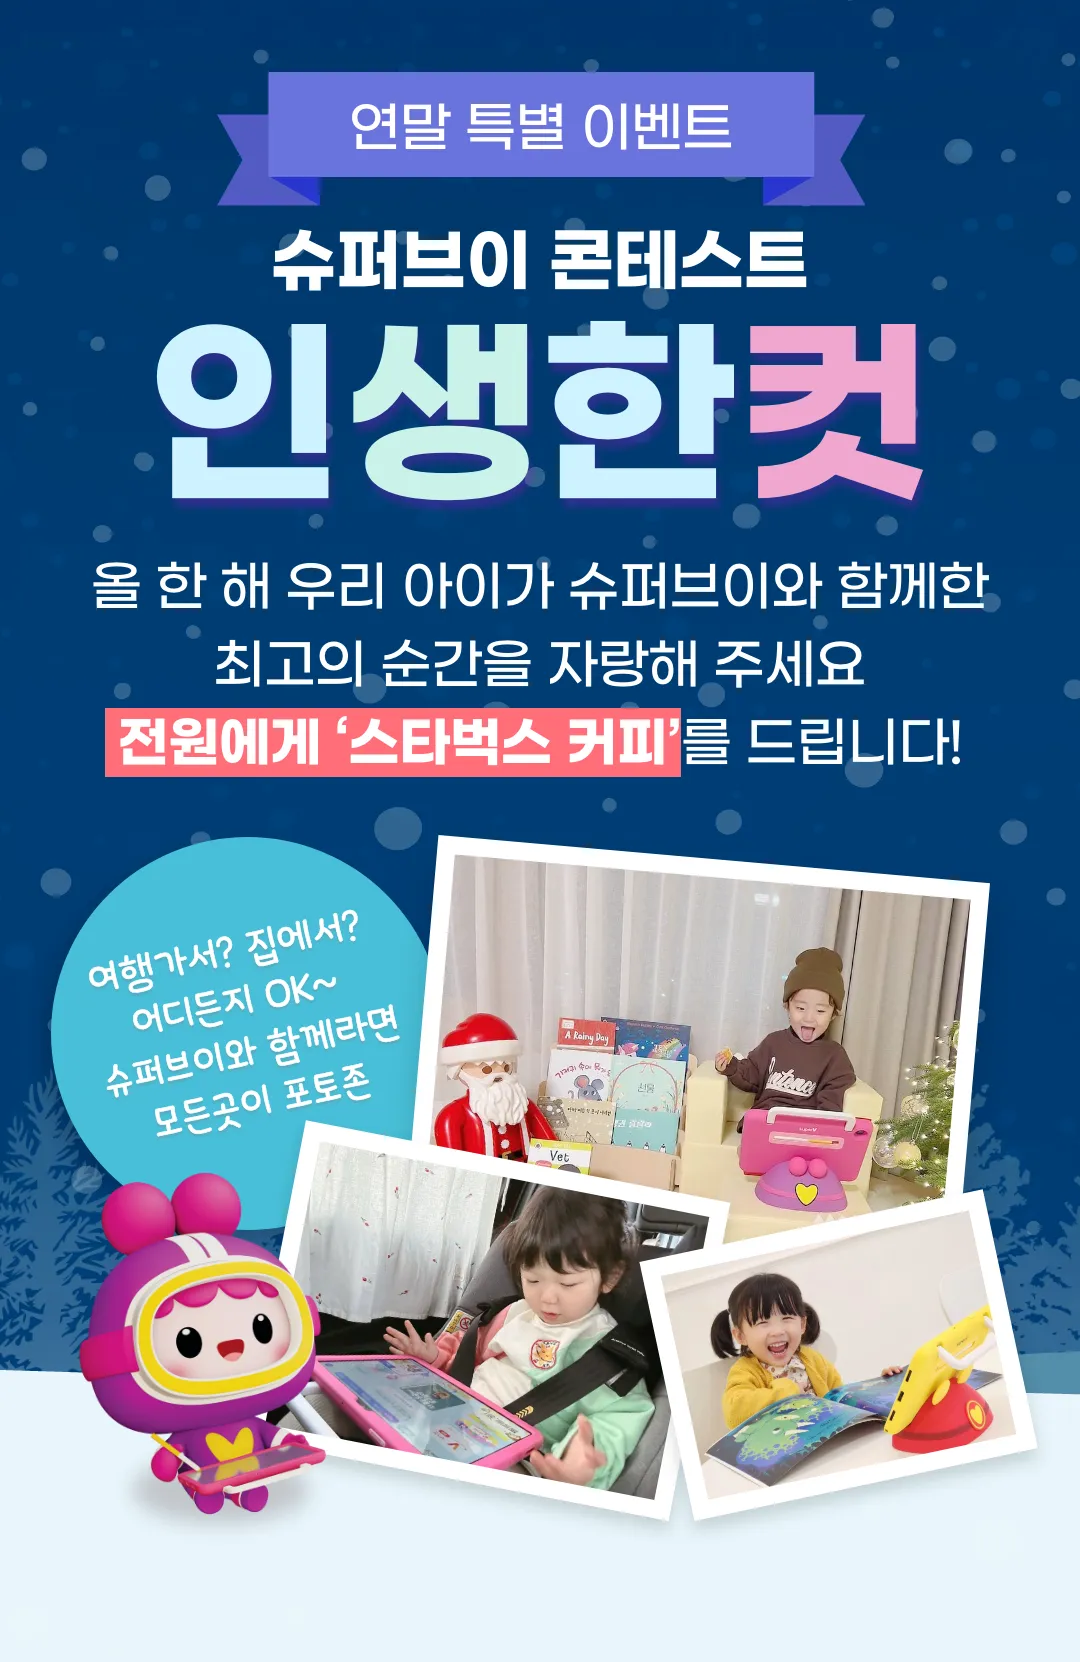 연말 특별 이벤트
슈퍼브이 콘테스트
인생한컷
올 한 해 우리 아이가 슈퍼브이와 함께한
최고의 순간을 자랑해 주세요
전원에게 ‘스타벅스 커피’를 드립니다!
여행가서? 집에서?
어디든지 OK~
슈퍼브이와 함께라면
모든곳이 포토존
A Rainy Day
선물
Vet